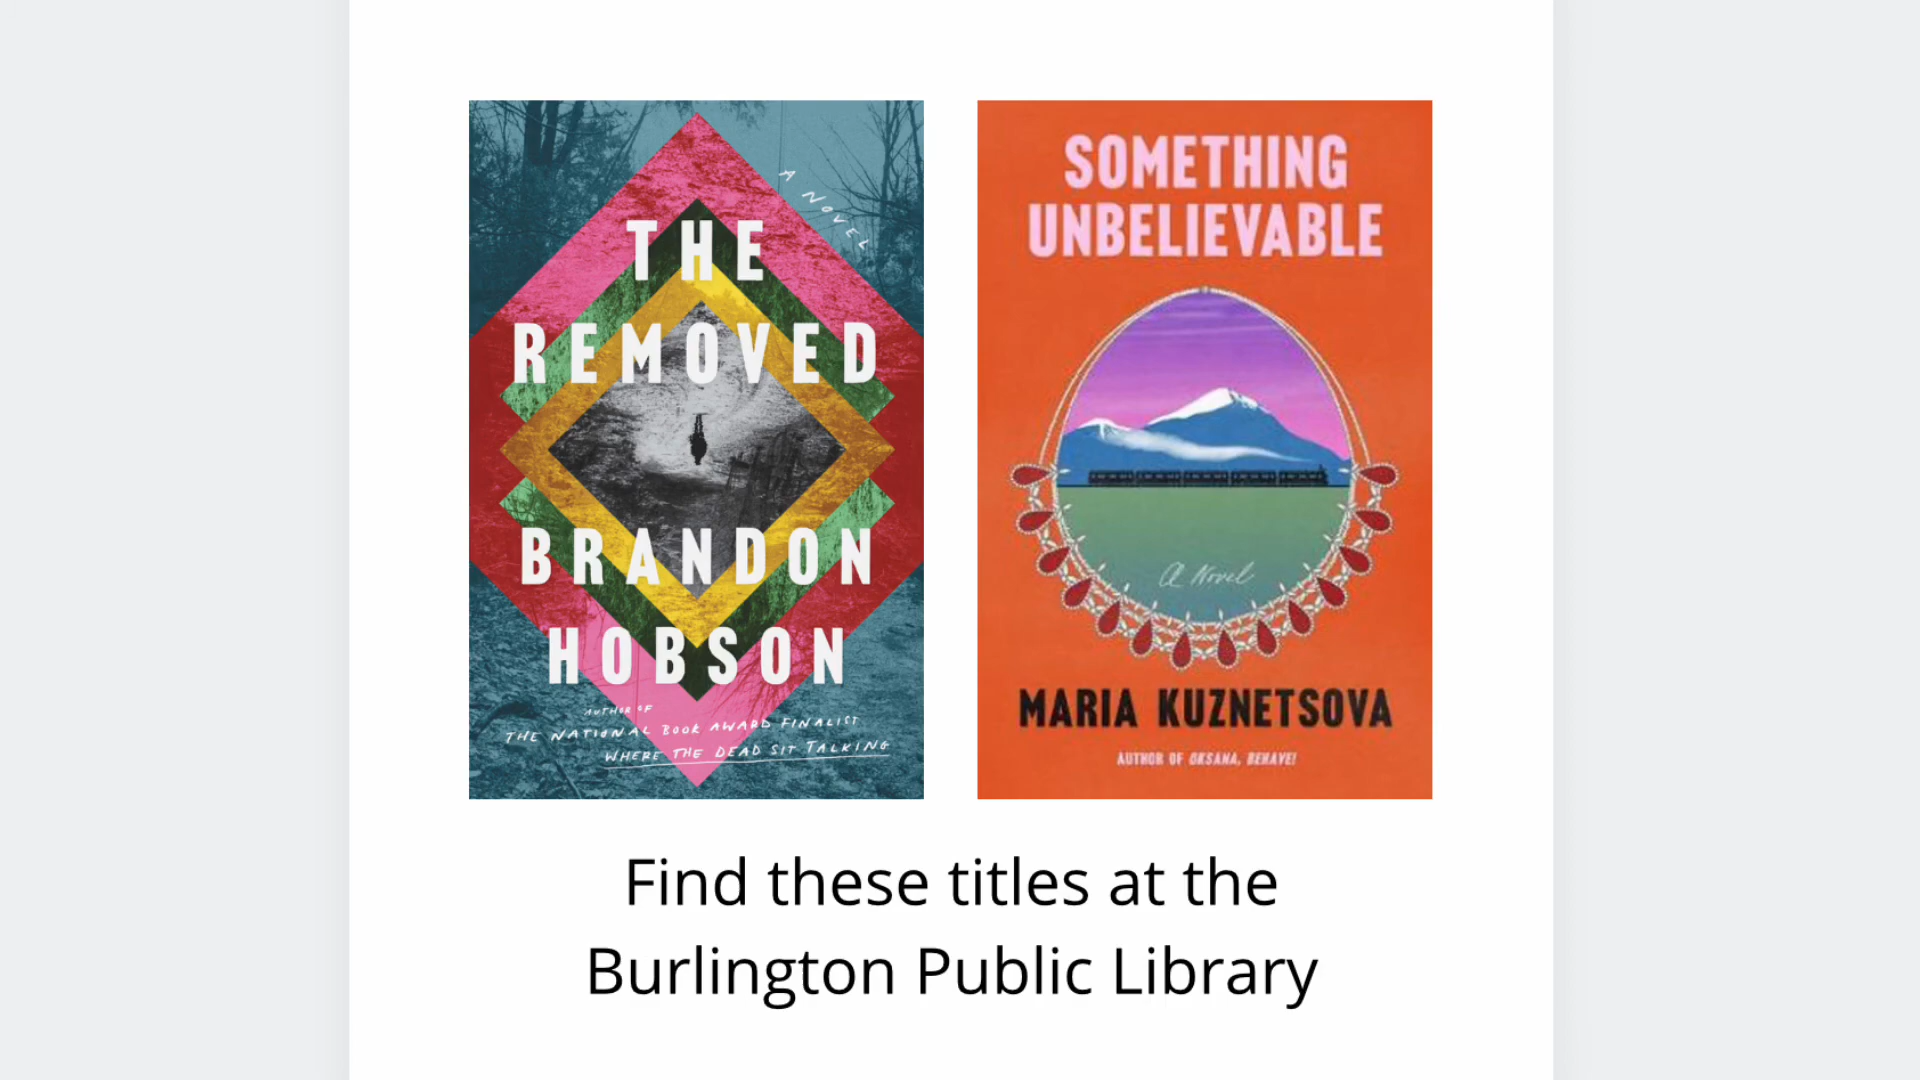 A NOVEL
THE
REMOVED
BRANDON
HOBSON
AUTHOR OF
THE NATIONAL BOOK AWARD FINALIST
WHERE THE DEAD SIT TALKING
SOMETHING
UNBELIEVABLE
A Novel
MARIA KUZNETSOVA
AUTHOR OF OKSANA, BEHAVE!
Find these titles at the
Burlington Public Library